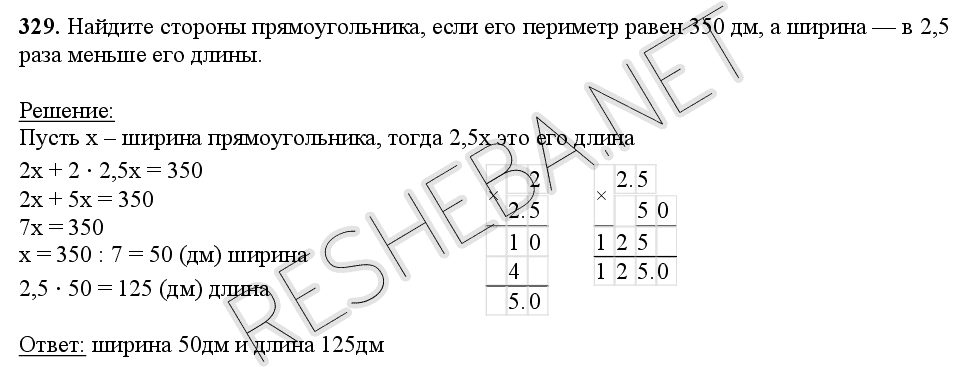 329. Найдите стороны прямоугольника, если его периметр равен 350 дм, а ширина — в 2,5
раза меньше его длины.
Решение:
Пусть х – ширина прямоугольника, тогда 2,5х это его длина
2х + 2 · 2,5х = 350
2х + 5х = 350
7х = 350
х = 350 : 7 = 50 (дм) ширина
2,5 · 50 = 125 (дм) длина
× 2
2.5
1 0
4
5.0
× 2.5
5 0
1 2 5
1 2 5.0
Ответ: ширина 50дм и длина 125дм
RESHEBA.NET